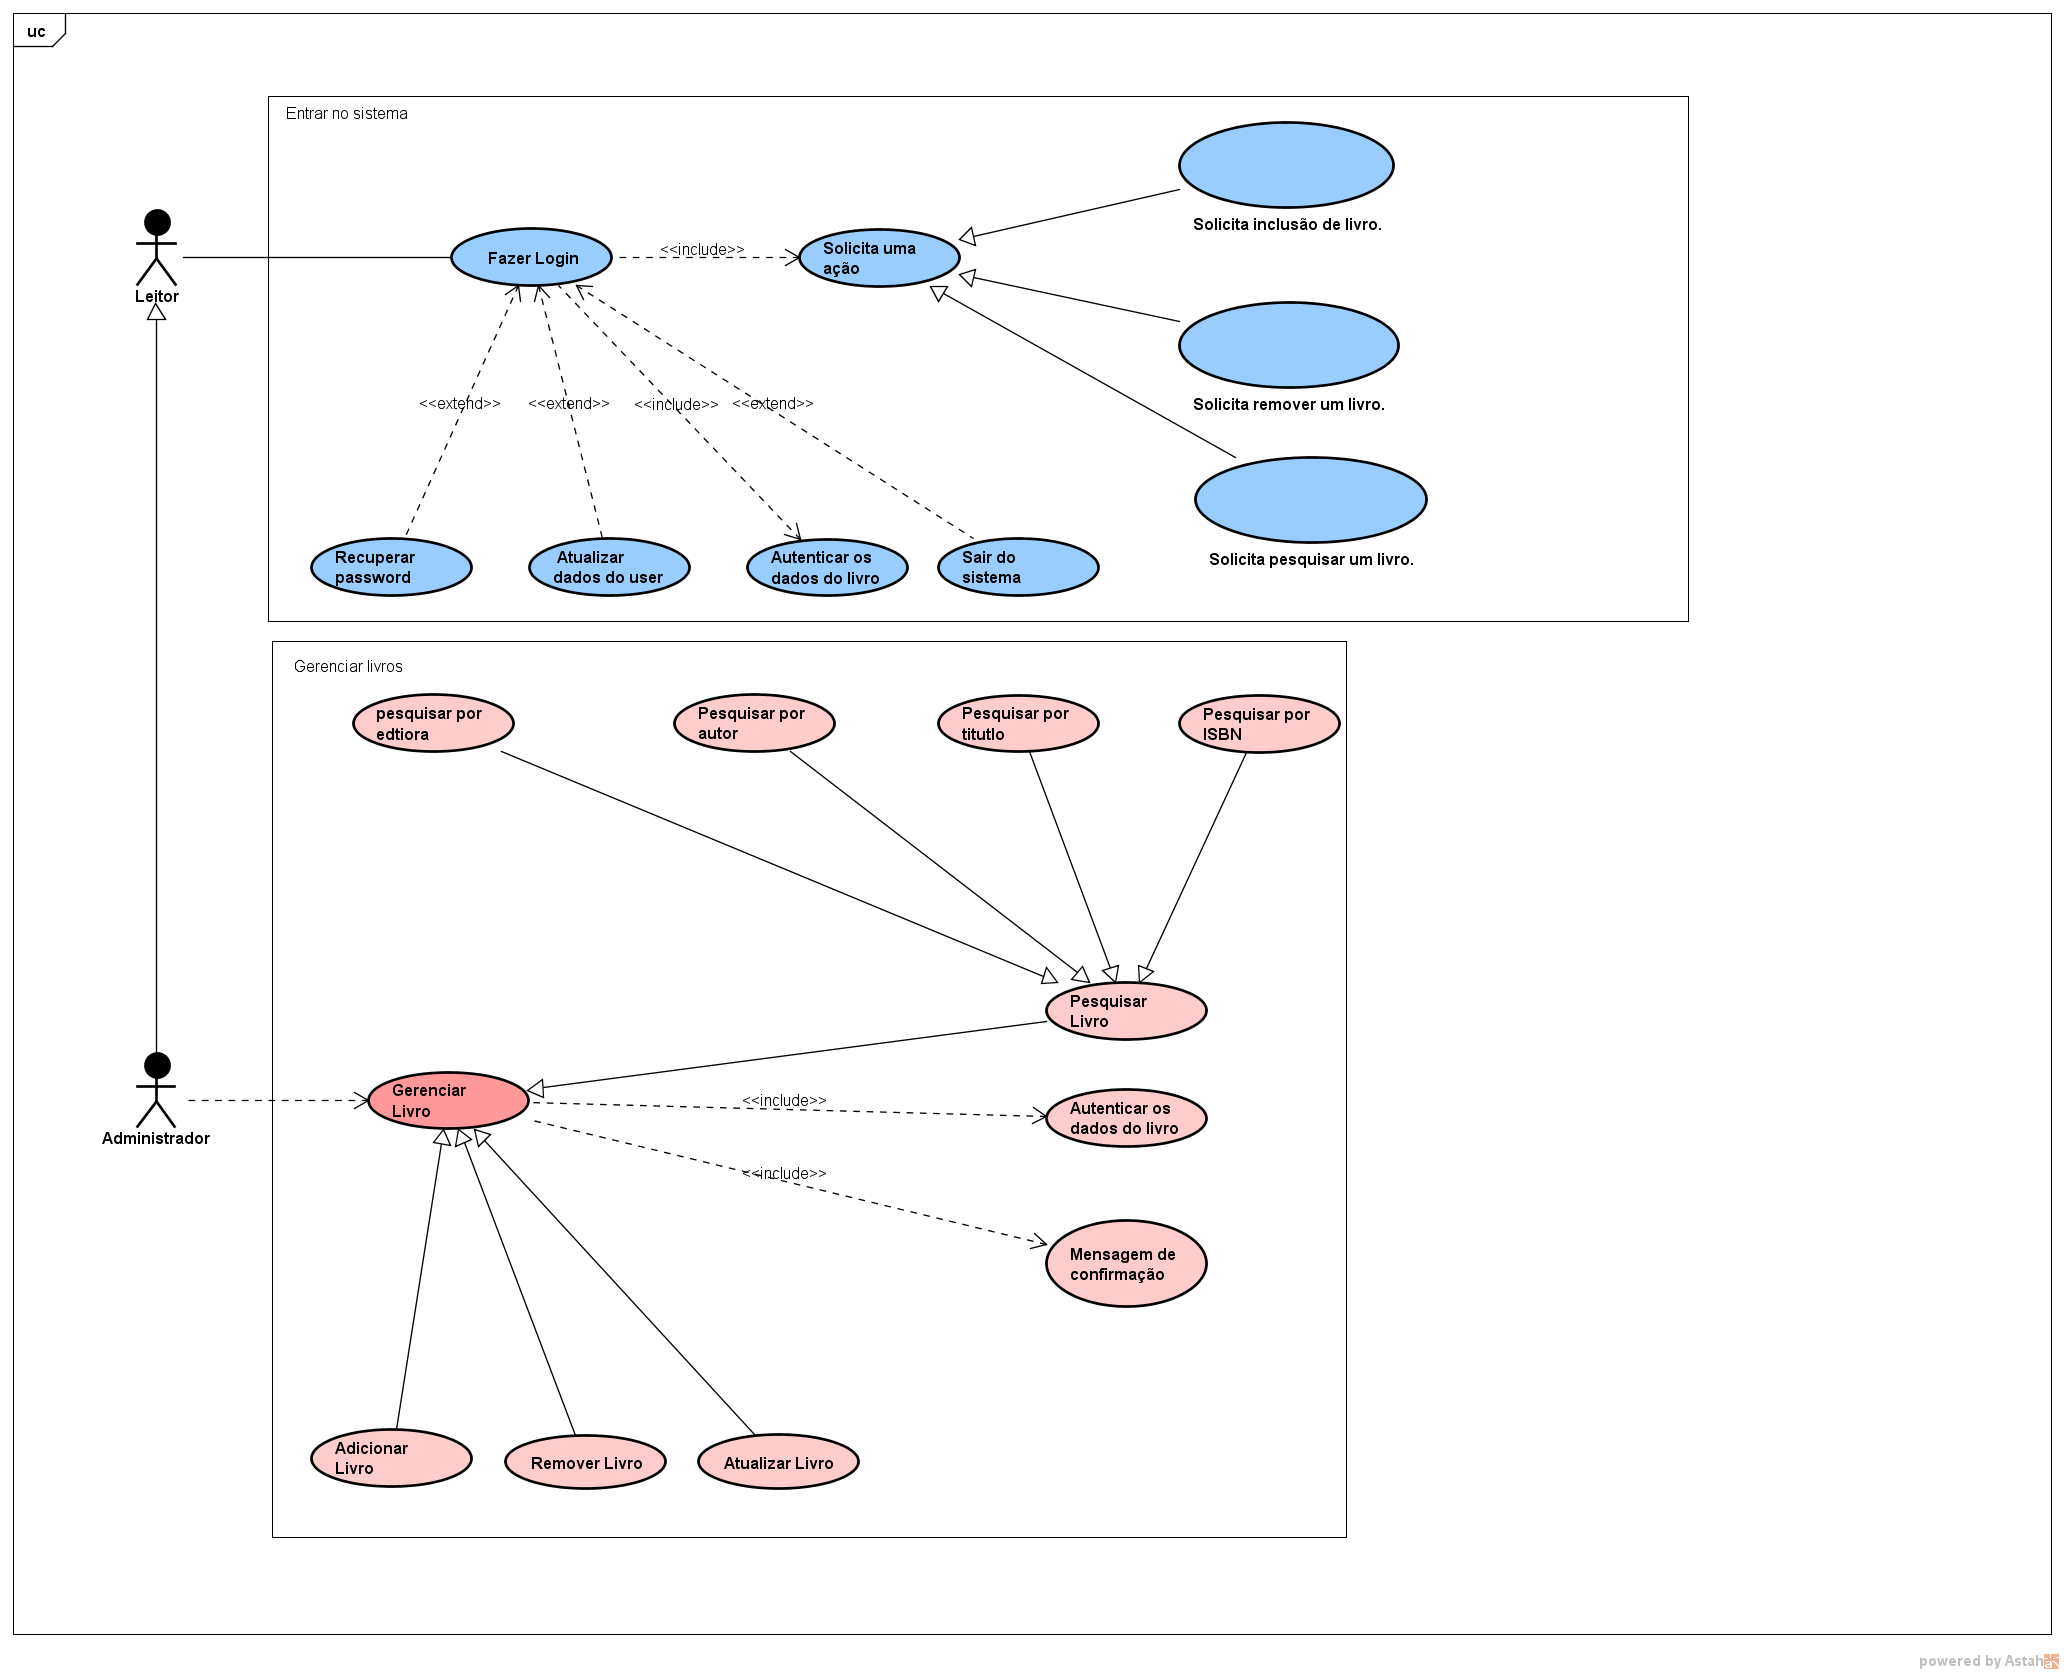 uc
Entrar no sistema
Solicita inclusão de livro.
Leitor
Fazer Login
<<include>>
Solicita uma
ação
Solicita remover um livro.
<<extend>>
<<extend>>
<<include>>
<<extend>>
Solicita pesquisar um livro.
Recuperar
password
Atualizar
dados do user
Autenticar os
dados do livro
Sair do
sistema
Gerenciar livros
pesquisar por
edtiora
Pesquisar por
autor
Pesquisar por
titutlo
Pesquisar por
ISBN
Pesquisar
Livro
Administrador
Gerenciar
Livro
<<include>>
Autenticar os
dados do livro
<<include>>
Mensagem de
confirmação
Adicionar
Livro
Remover Livro
Atualizar Livro
powered by Astah